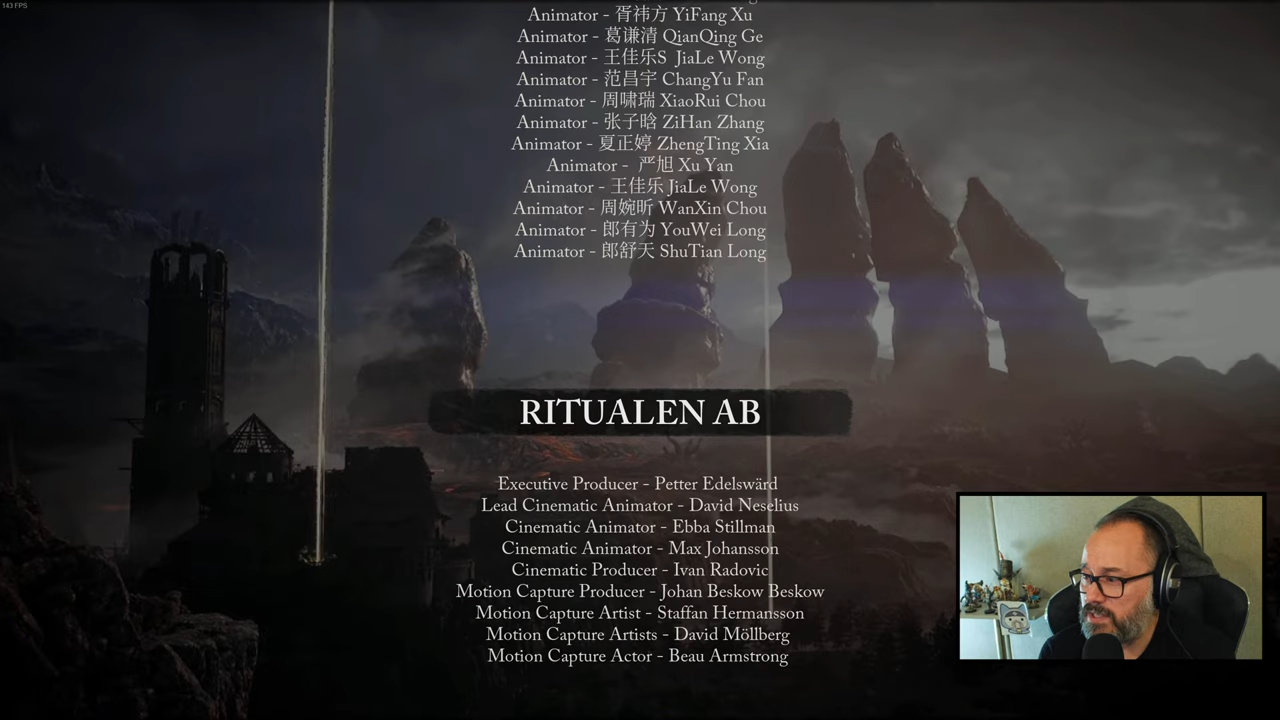 143 FPS
Animator - 胥祎方 YiFang Xu
Animator - 葛谦清 QianQing Ge
Animator - 王佳乐S  JiaLe Wong
Animator - 范昌宇 ChangYu Fan
Animator - 周啸瑞 XiaoRui Chou
Animator - 张子晗 ZiHan Zhang
Animator - 夏正婷 ZhengTing Xia
Animator -  严旭 Xu Yan
Animator - 王佳乐 JiaLe Wong
Animator - 周婉昕 WanXin Chou
Animator - 郎有为 YouWei Long
Animator - 郎舒天 ShuTian Long
RITUALEN AB
Executive Producer - Petter Edelswärd
Lead Cinematic Animator - David Neselius
Cinematic Animator - Ebba Stillman
Cinematic Animator - Max Johansson
Cinematic Producer - Ivan Radovic
Motion Capture Producer - Johan Beskow Beskow
Motion Capture Artist - Staffan Hermansson
Motion Capture Artists - David Möllberg
Motion Capture Actor - Beau Armstrong